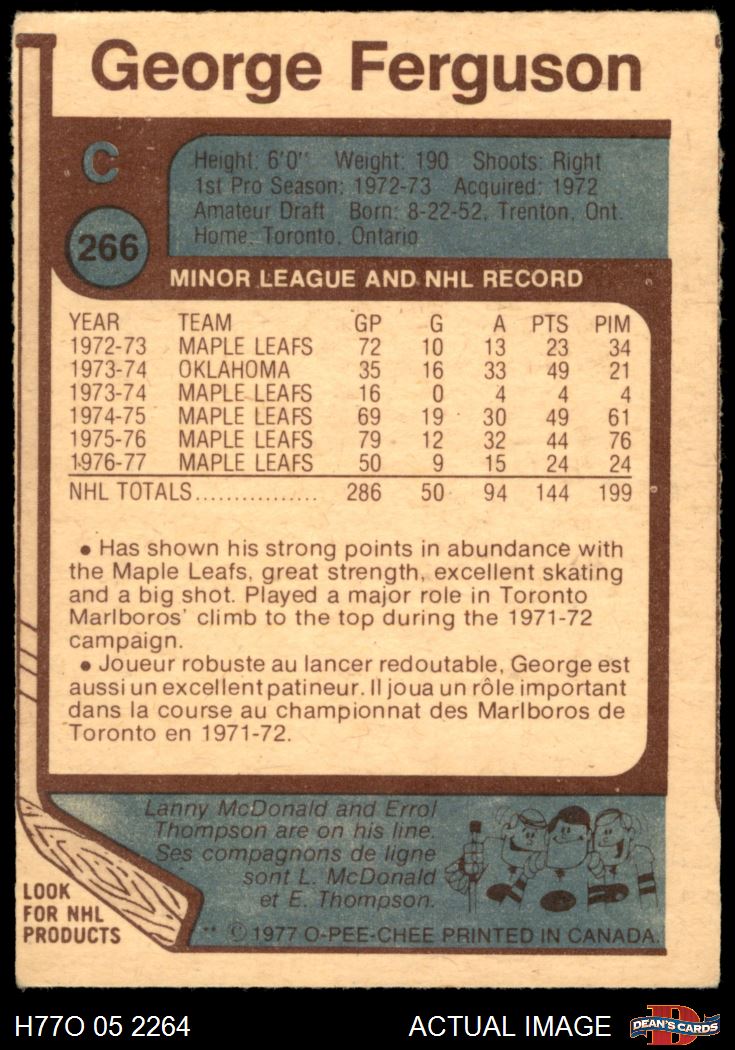 George Ferguson
C
266
Height: 6'0" Weight: 190 Shoots: Right
1st Pro Season: 1972-73 Acquired: 1972
Amateur Draft Born: 8-22-52, Trenton, Ont.
Home: Toronto, Ontario
MINOR LEAGUE AND NHL RECORD
YEAR TEAM GP G A PTS PIM
1972-73 MAPLE LEAFS 72 10 13 23 34
1973-74 OKLAHOMA 35 16 33 49 21
1973-74 MAPLE LEAFS 16 0 4 4 4
1974-75 MAPLE LEAFS 69 19 30 49 61
1975-76 MAPLE LEAFS 79 12 32 44 76
1976-77 MAPLE LEAFS 50 9 15 24 24
NHL TOTALS................ 286 50 94 144 199
• Has shown his strong points in abundance with
the Maple Leafs, great strength, excellent skating
and a big shot. Played a major role in Toronto
Marlboros' climb to the top during the 1971-72
campaign.
• Joueur robuste au lancer redoutable, George est
aussi un excellent patineur. Il joua un rôle important
dans la course au championnat des Marlboros de
Toronto en 1971-72.
Lanny McDonald and Errol
Thompson are on his line.
Ses compagnons de ligne
sont L. McDonald
et E. Thompson.
LOOK
FOR NHL
PRODUCTS
** © 1977 O-PEE-CHEE PRINTED IN CANADA.
H77O 05 2264
ACTUAL IMAGE
D
DEAN'S CARDS